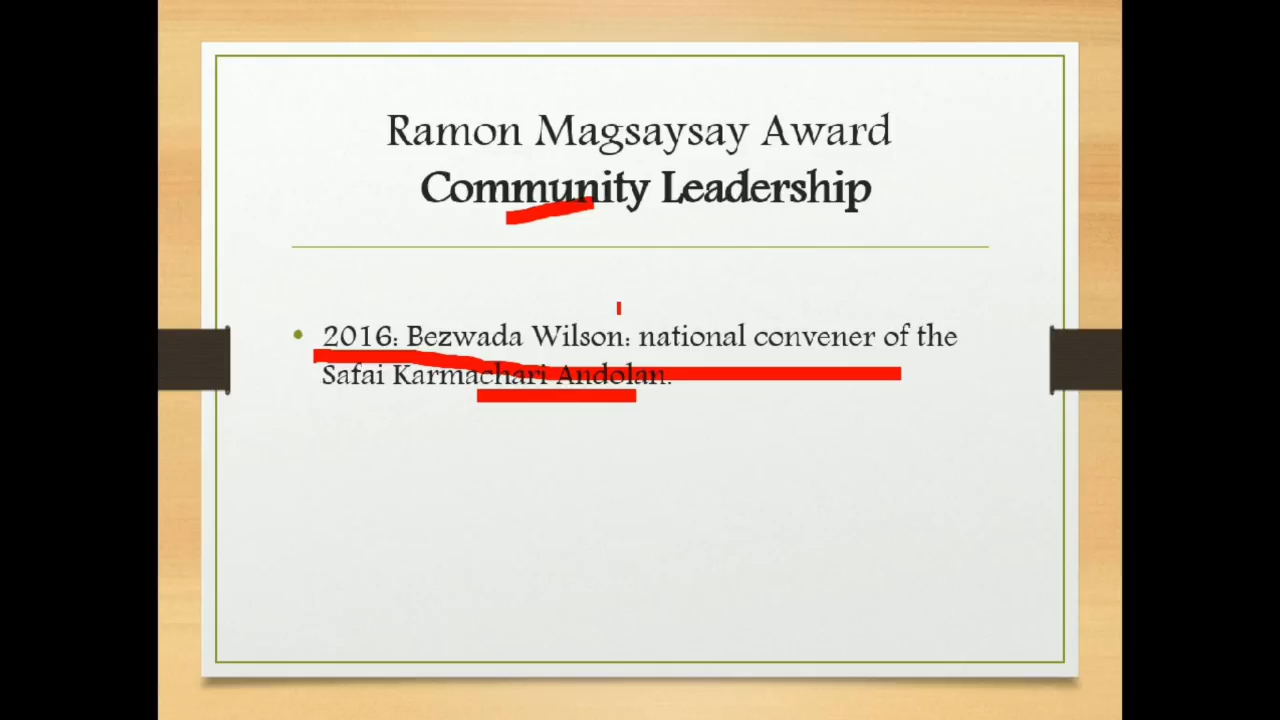 Ramon Magsaysay Award
Community Leadership
• 2016: Bezwada Wilson: national convener of the
Safai Karmachari Andolan.